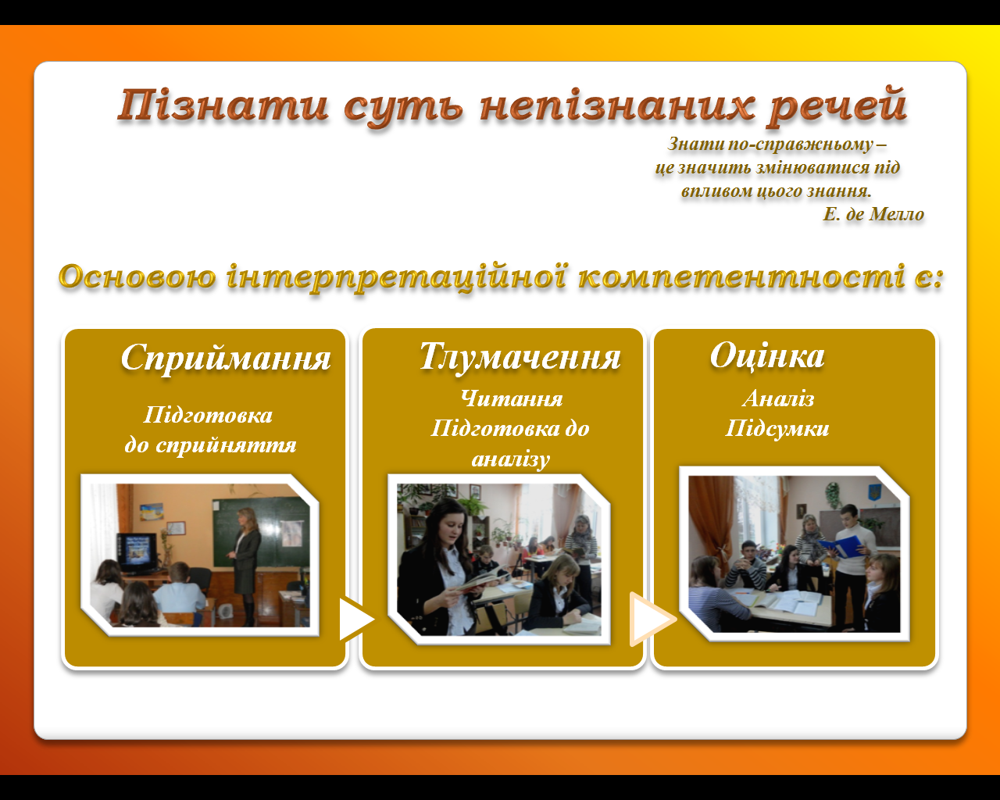 Пізнати суть непізнаних речей
Знати по-справжньому –
це значить змінюватися під
впливом цього знання.
Е. де Мелло
Основою інтерпретаційної компетентності є:
Сприймання
Підготовка
до сприйняття
Тлумачення
Читання
Підготовка до
аналізу
Оцінка
Аналіз
Підсумки